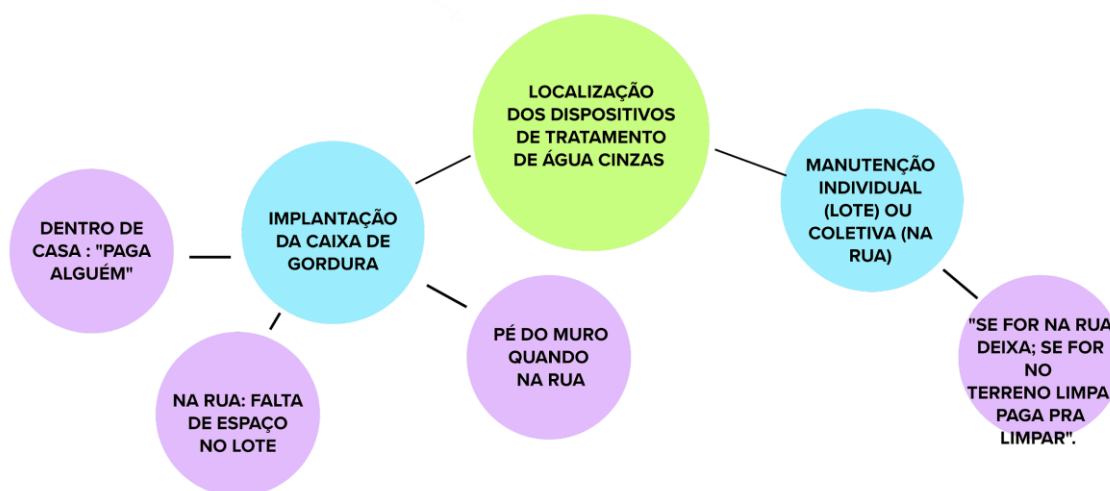 LOCALIZAÇÃO
DOS DISPOSITIVOS
DE TRATAMENTO
DE ÁGUA CINZAS
IMPLANTAÇÃO
DA CAIXA DE
GORDURA
MANUTENÇÃO
INDIVIDUAL
(LOTE) OU
COLETIVA (NA
RUA)
DENTRO DE
CASA : "PAGA
ALGUÉM"
NA RUA: FALTA
DE ESPAÇO
NO LOTE
PÉ DO MURO
QUANDO
NA RUA
"SE FOR NA RUA
DEIXA; SE FOR
NO
TERRENO LIMPA,
PAGA PRA
LIMPAR".